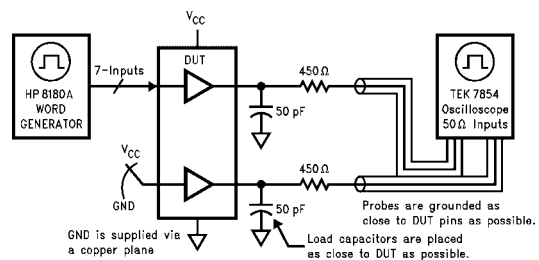 VCC
DUT
HP 8180A
WORD
GENERATOR
7-Inputs
450Ω
50 pF
TEK 7854
Oscilloscope
50Ω Inputs
VCC
GND
450Ω
50 pF
Probes are grounded as
close to DUT pins as possible.
GND is supplied via
a copper plane
Load capacitors are placed
as close to DUT as possible.